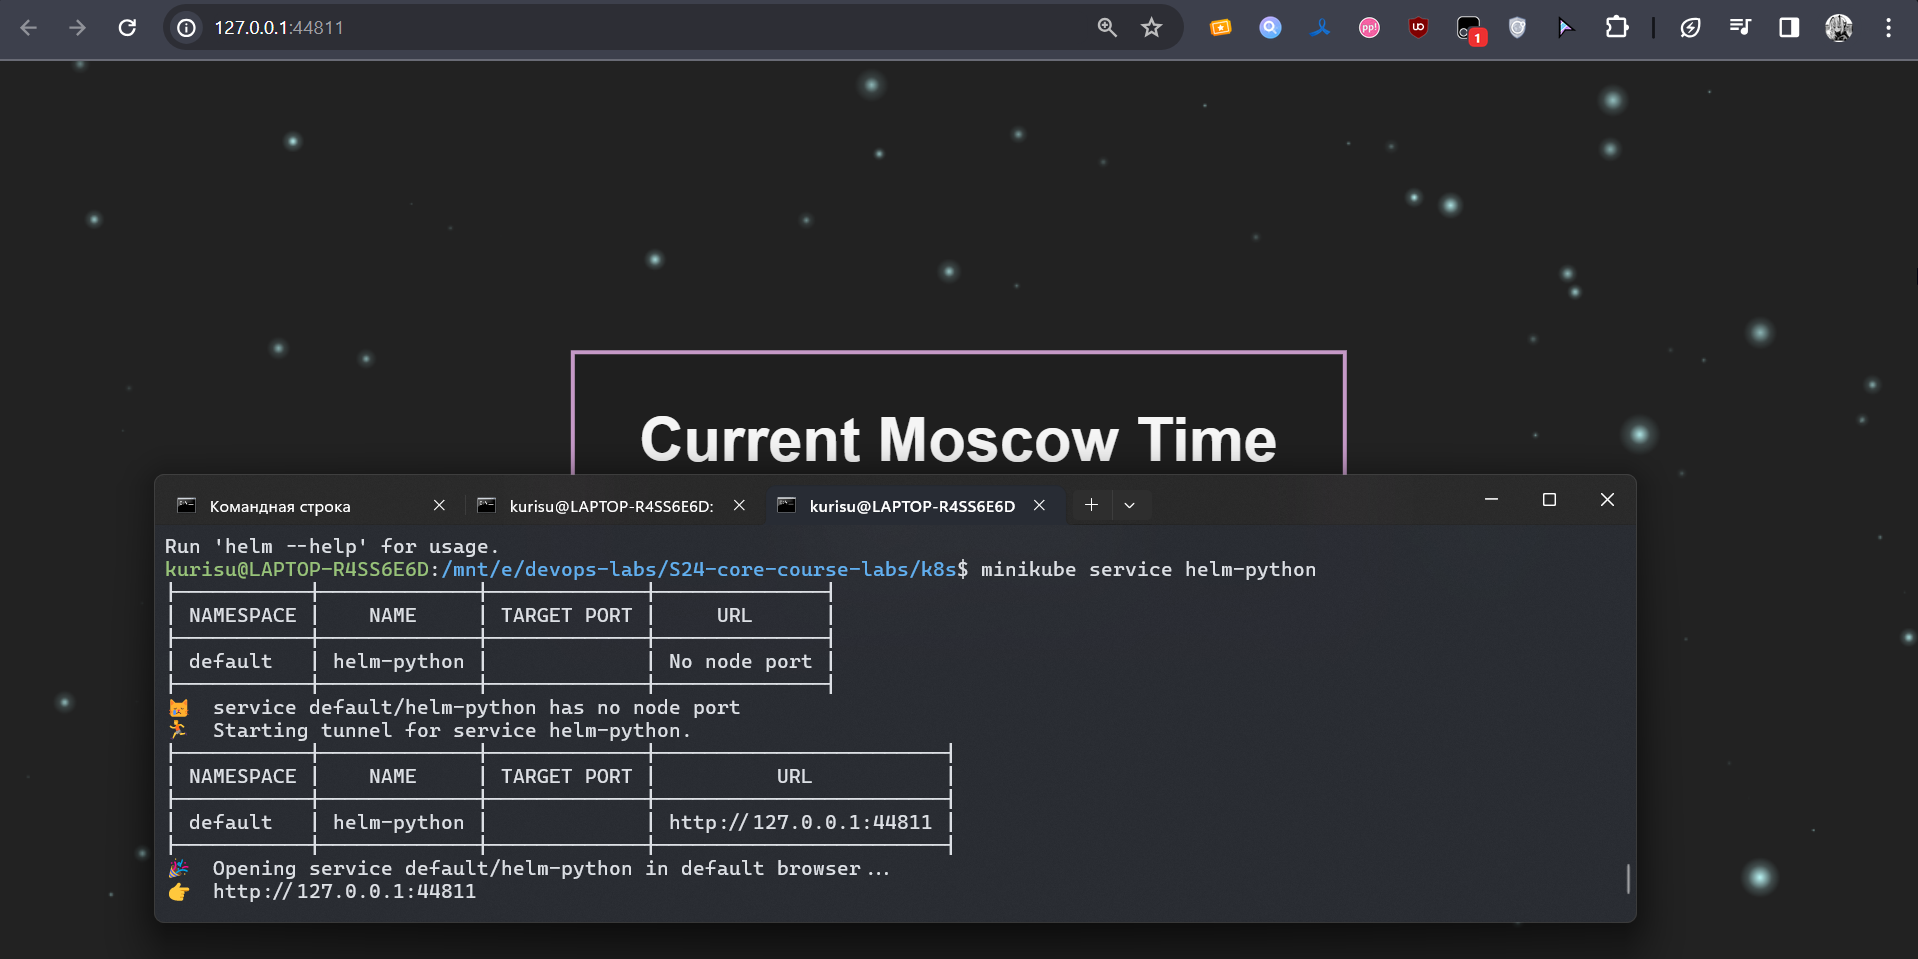 127.0.0.1:44811
1
Current Moscow Time
Командная строка
kurisu@LAPTOP-R4SS6E6D:
kurisu@LAPTOP-R4SS6E6D
Run 'helm --help' for usage.
kurisu@LAPTOP-R4SS6E6D:/mnt/e/devops-labs/S24-core-course-labs/k8s$ minikube service helm-python
| NAMESPACE | NAME | TARGET PORT | URL |
| default | helm-python | | No node port |
service default/helm-python has no node port
Starting tunnel for service helm-python.
| NAMESPACE | NAME | TARGET PORT | URL |
| default | helm-python | | http://127.0.0.1:44811 |
Opening service default/helm-python in default browser...
http://127.0.0.1:44811